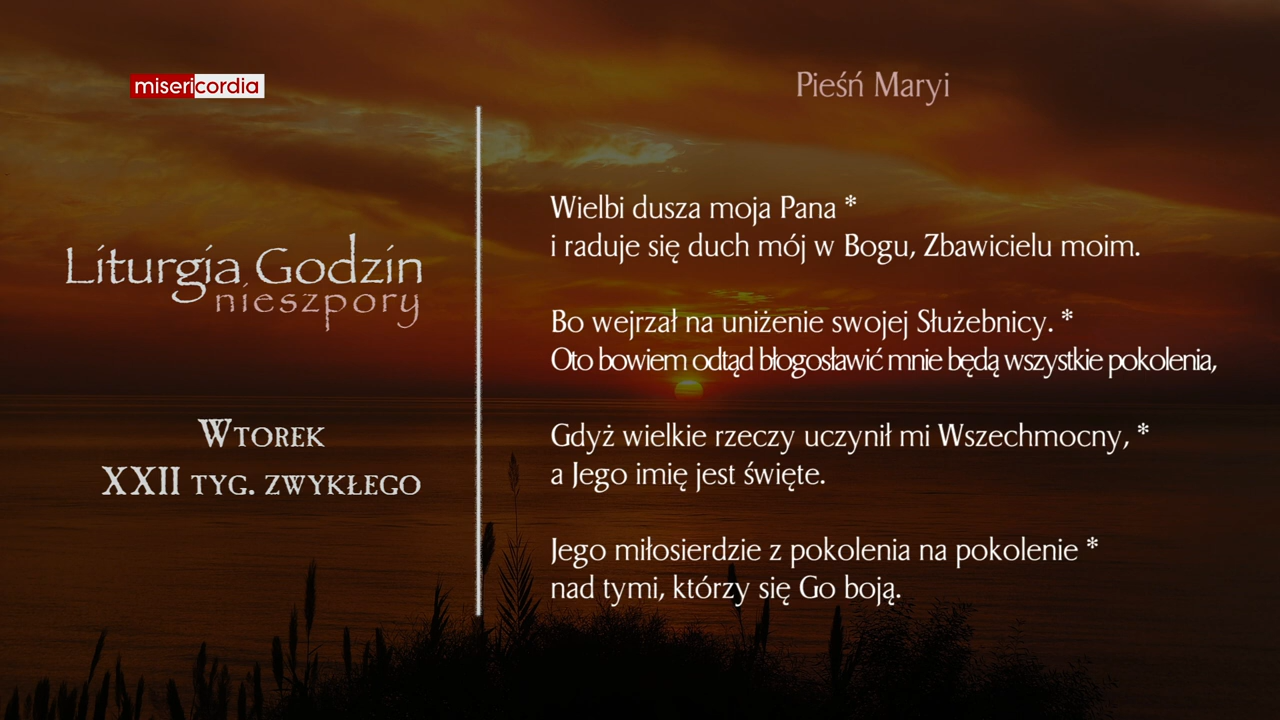 misericordia
Liturgia Godzin
nieszpory
Wtorek
XXII tyg. zwykłego
Pieśń Maryi
Wielbi dusza moja Pana *
i raduje się duch mój w Bogu, Zbawicielu moim.
Bo wejrzał na uniżenie swojej Służebnicy. *
Oto bowiem odtąd błogosławić mnie będą wszystkie pokolenia,
Gdyż wielkie rzeczy uczynił mi Wszechmocny, *
a Jego imię jest święte.
Jego miłosierdzie z pokolenia na pokolenie *
nad tymi, którzy się Go boją.